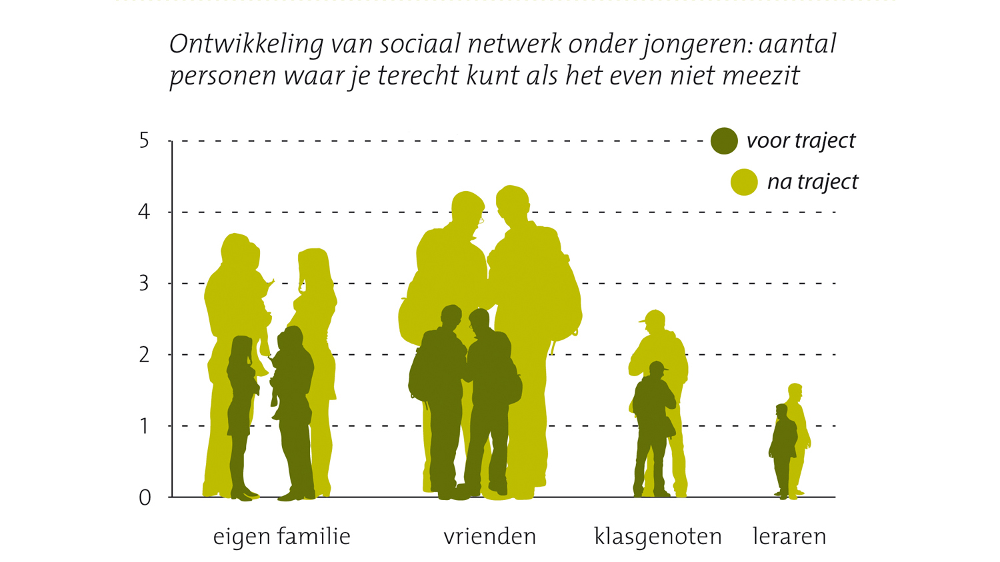 Ontwikkeling van sociaal netwerk onder jongeren: aantal
personen waar je terecht kunt als het even niet meezit
5
voor traject
na traject
4
3
2
1
0
eigen familie
vrienden
klasgenoten
leraren